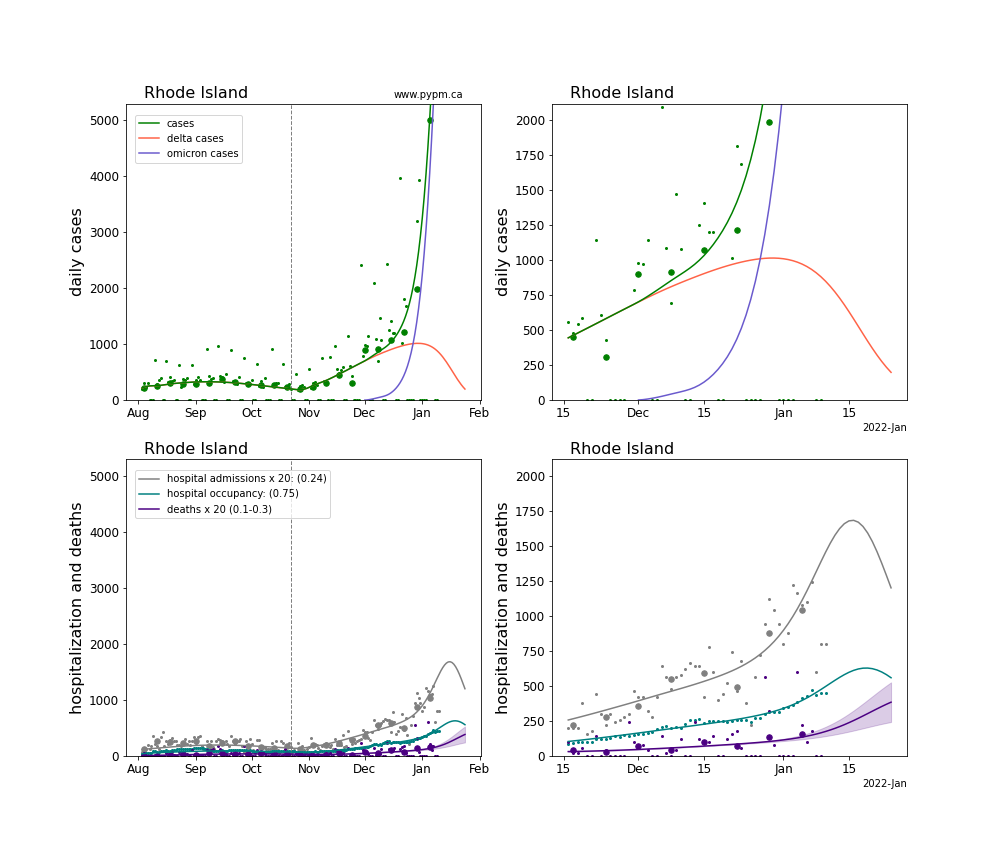 Rhode Island
www.pypm.ca
cases
delta cases
omicron cases
daily cases
5000
4000
3000
2000
1000
0
Aug Sep Oct Nov Dec Jan Feb
Rhode Island
daily cases
2000
1750
1500
1250
1000
750
500
250
0
15 Dec 15 Jan 15
2022-Jan
Rhode Island
hospital admissions x 20: (0.24)
hospital occupancy: (0.75)
deaths x 20 (0.1-0.3)
hospitalization and deaths
5000
4000
3000
2000
1000
0
Aug Sep Oct Nov Dec Jan Feb
Rhode Island
hospitalization and deaths
2000
1750
1500
1250
1000
750
500
250
0
15 Dec 15 Jan 15
2022-Jan